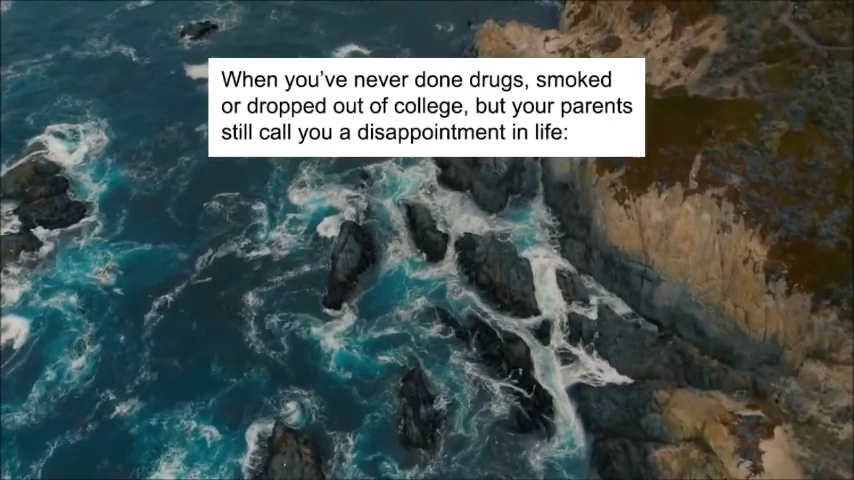 When you’ve never done drugs, smoked
or dropped out of college, but your parents
still call you a disappointment in life: